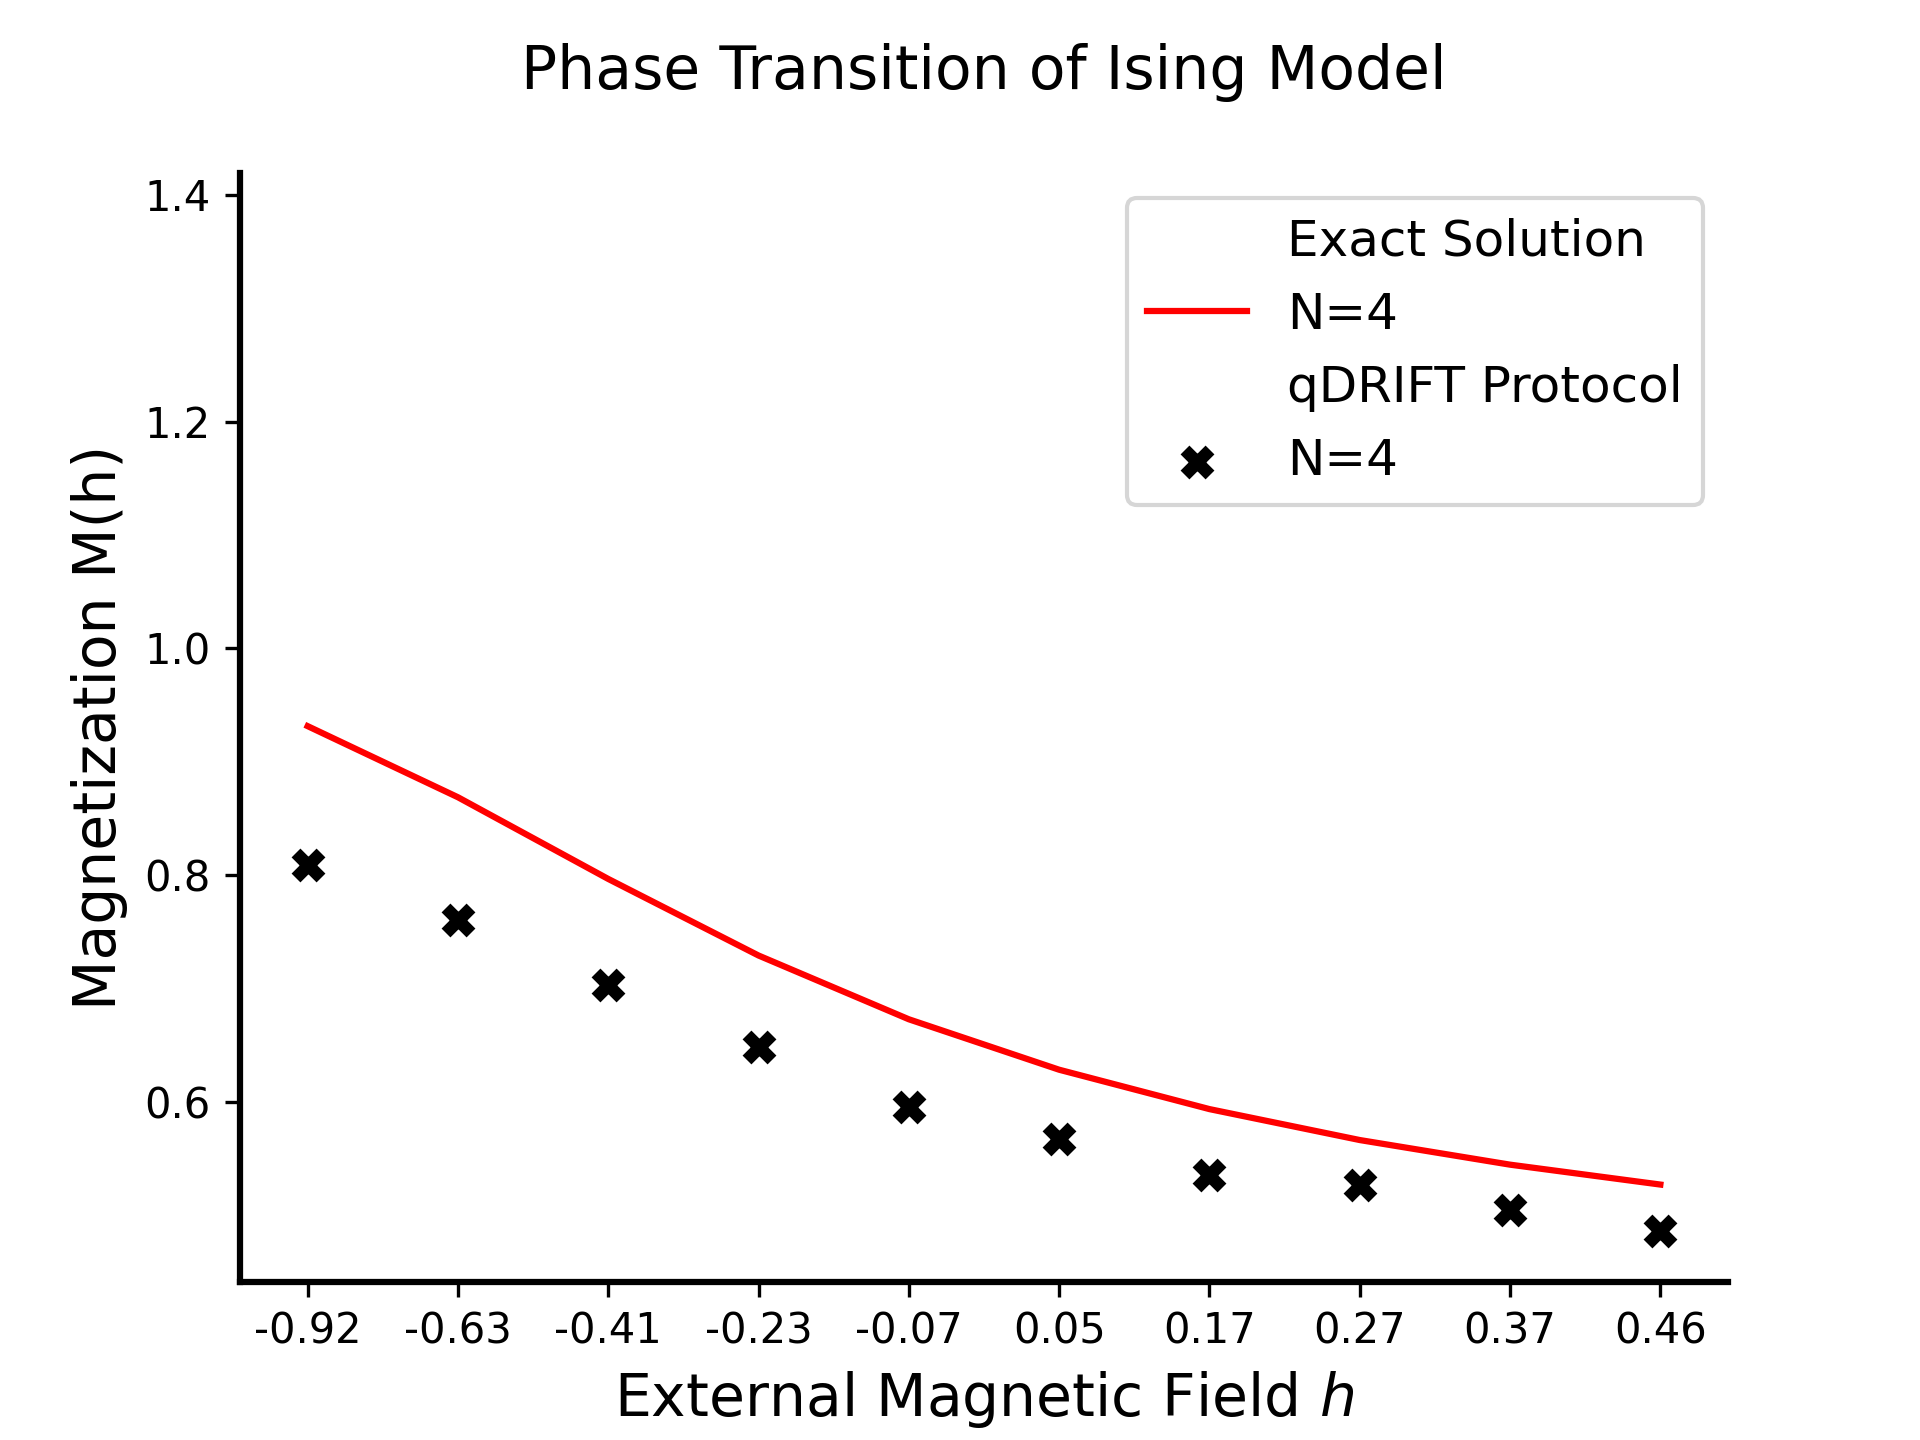 Phase Transition of Ising Model
Exact Solution
N=4
qDRIFT Protocol
N=4
Magnetization M(h)
1.4
1.2
1.0
0.8
0.6
-0.92 -0.63 -0.41 -0.23 -0.07 0.05 0.17 0.27 0.37 0.46
External Magnetic Field h